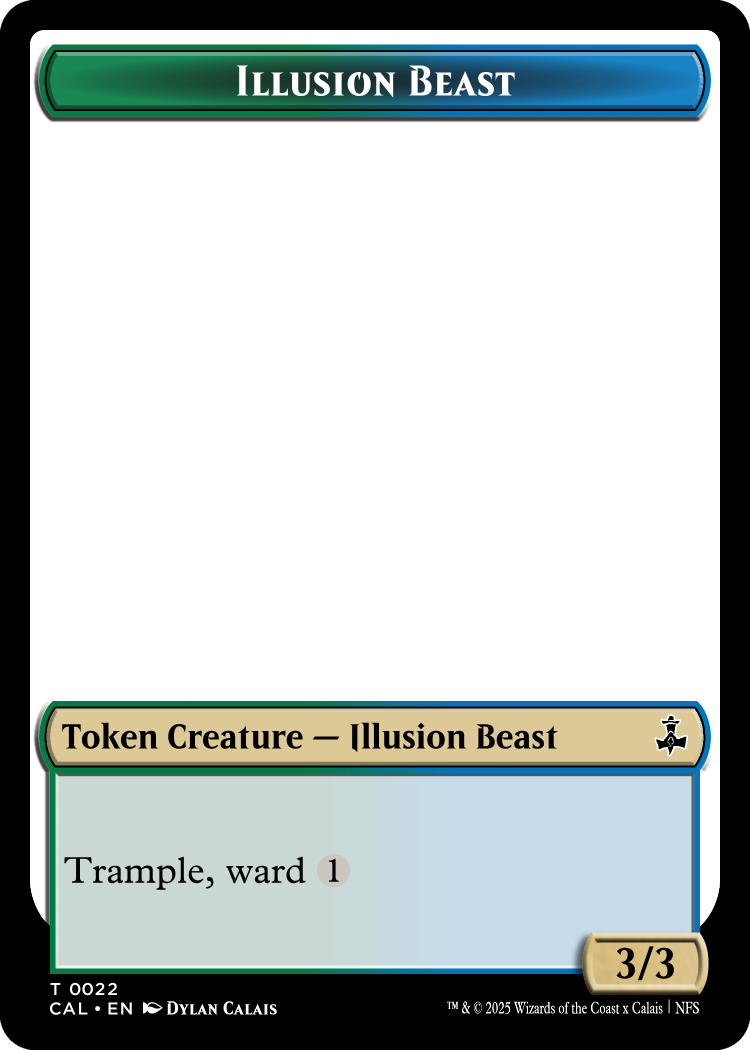 Illusion Beast
Token Creature — Illusion Beast
Trample, ward 1
3/3
T 0022
CAL • EN Dylan Calais
™ & © 2025 Wizards of the Coast x Calais | NFS